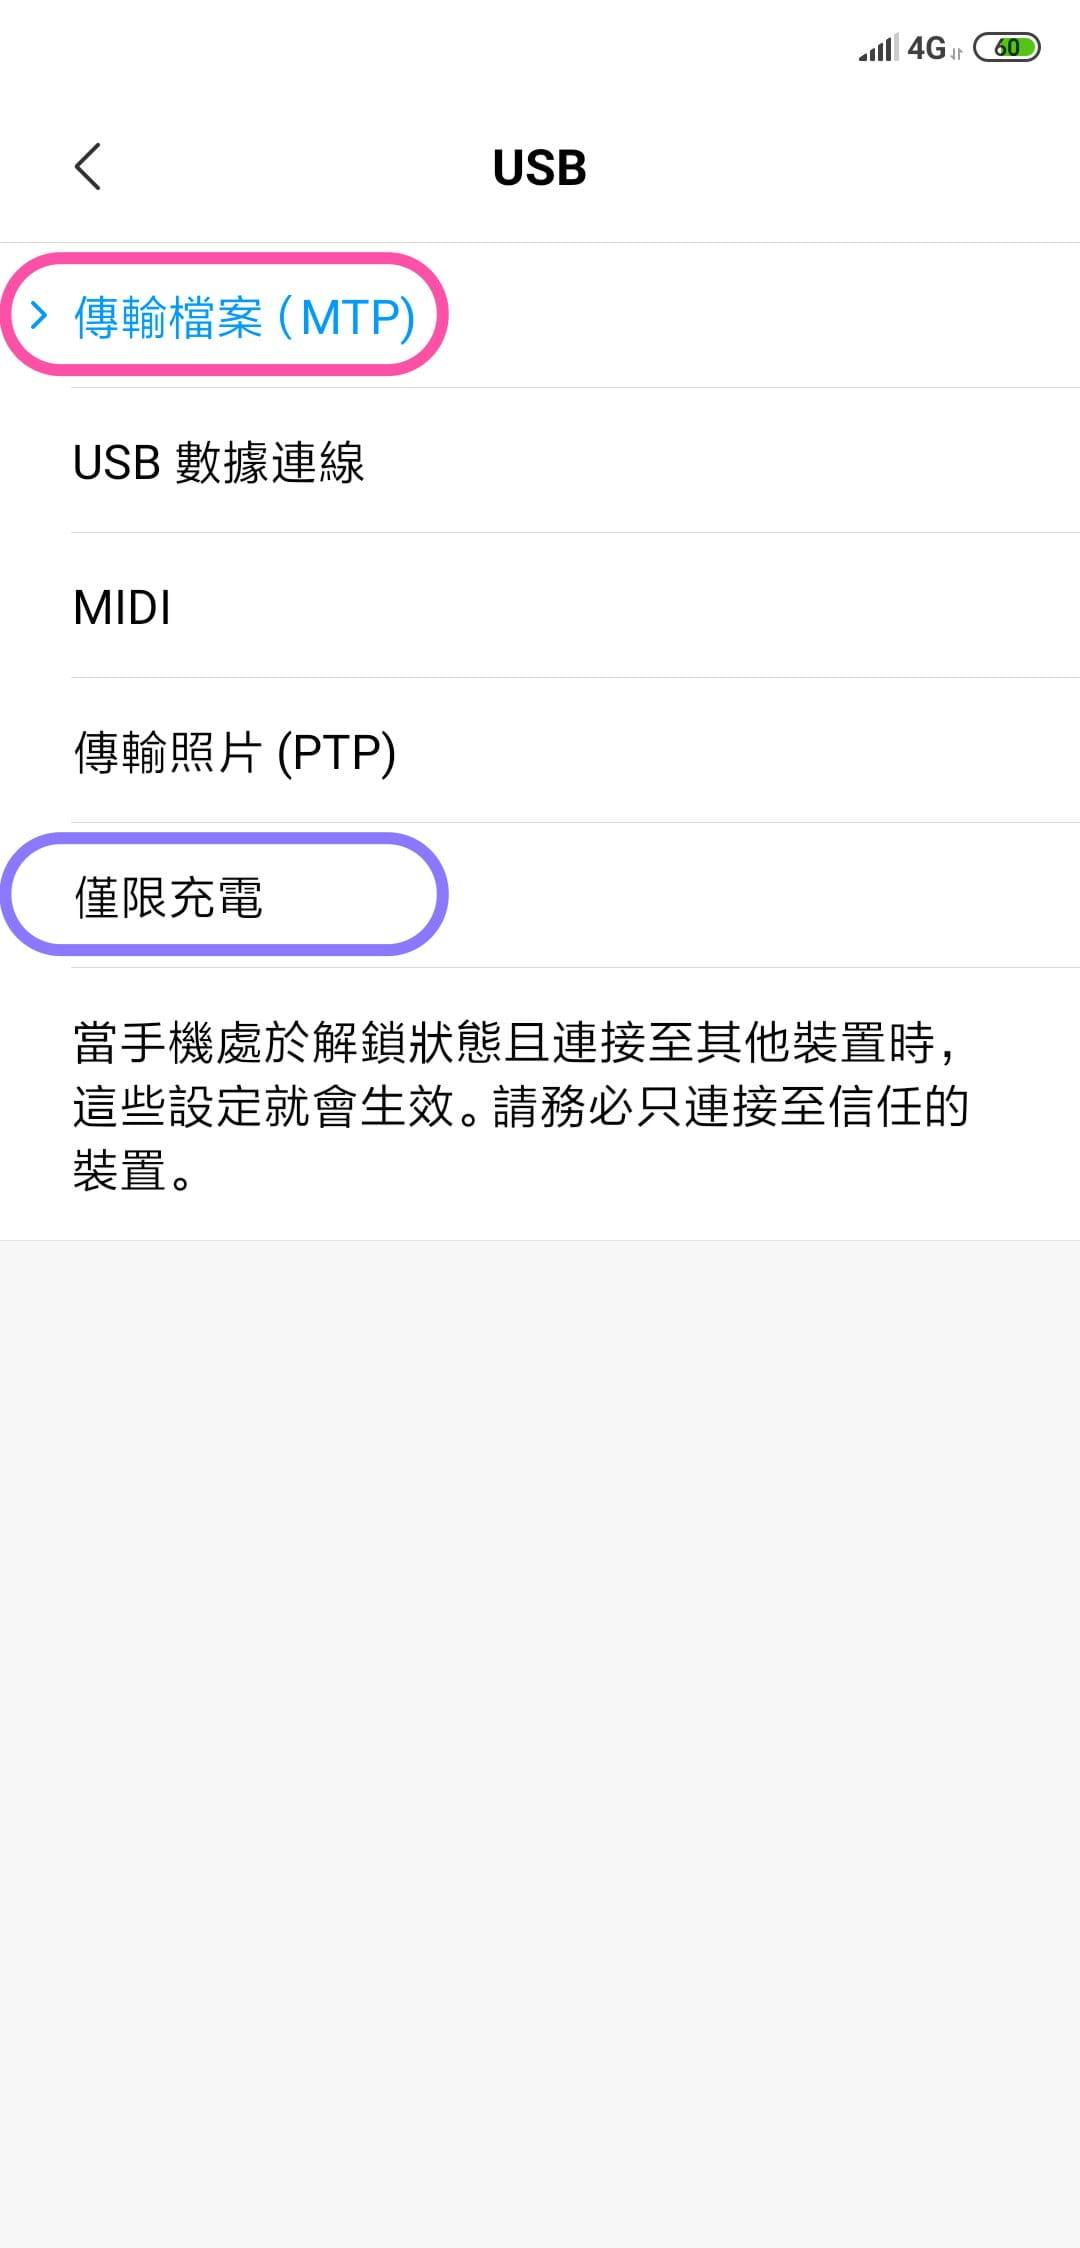 4G 60
USB
傳輸檔案（MTP)
USB 數據連線
MIDI
傳輸照片 (PTP)
僅限充電
當手機處於解鎖狀態且連接至其他裝置時，
這些設定就會生效。請務必只連接至信任的
裝置。